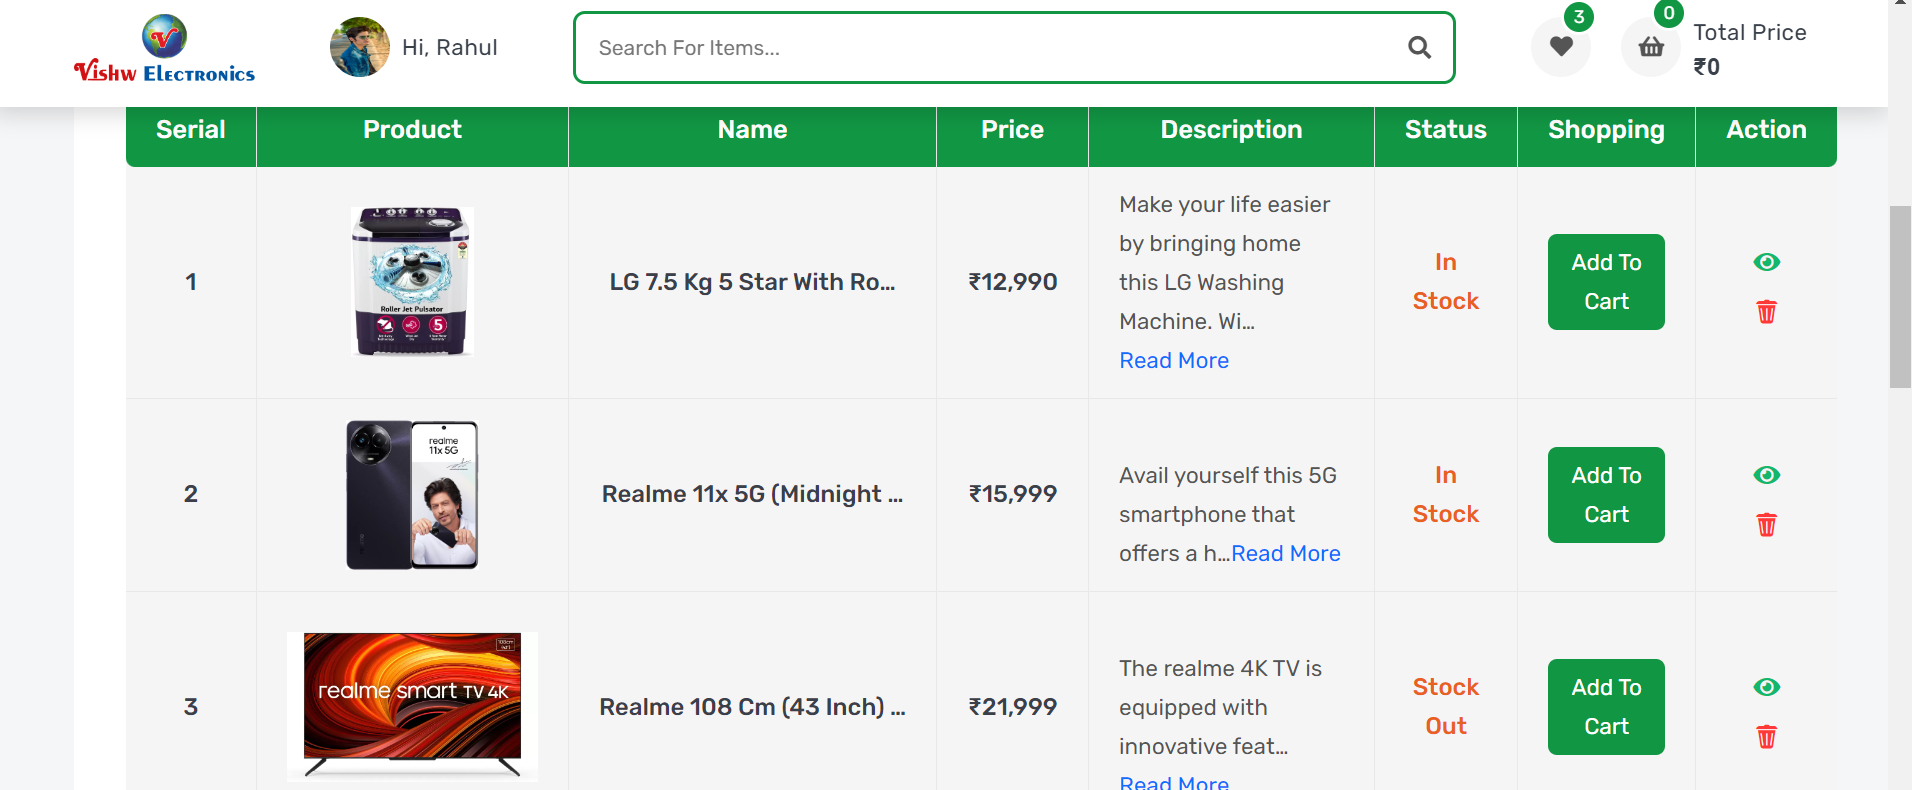 Vishw Electronics
Hi, Rahul
Search For Items...
3
0
Total Price
₹0
Serial
Product
Name
Price
Description
Status
Shopping
Action
1
Roller Jet Pulsator
5
LG 7.5 Kg 5 Star With Ro...
₹12,990
Make your life easier
by bringing home
this LG Washing
Machine. Wi...
Read More
In
Stock
Add To
Cart
2
realme
11x 5G
Realme 11x 5G (Midnight ...
₹15,999
Avail yourself this 5G
smartphone that
offers a h...Read More
In
Stock
Add To
Cart
3
realme smart TV 4K
Realme 108 Cm (43 Inch) ...
₹21,999
The realme 4K TV is
equipped with
innovative feat...
Read More
Stock
Out
Add To
Cart